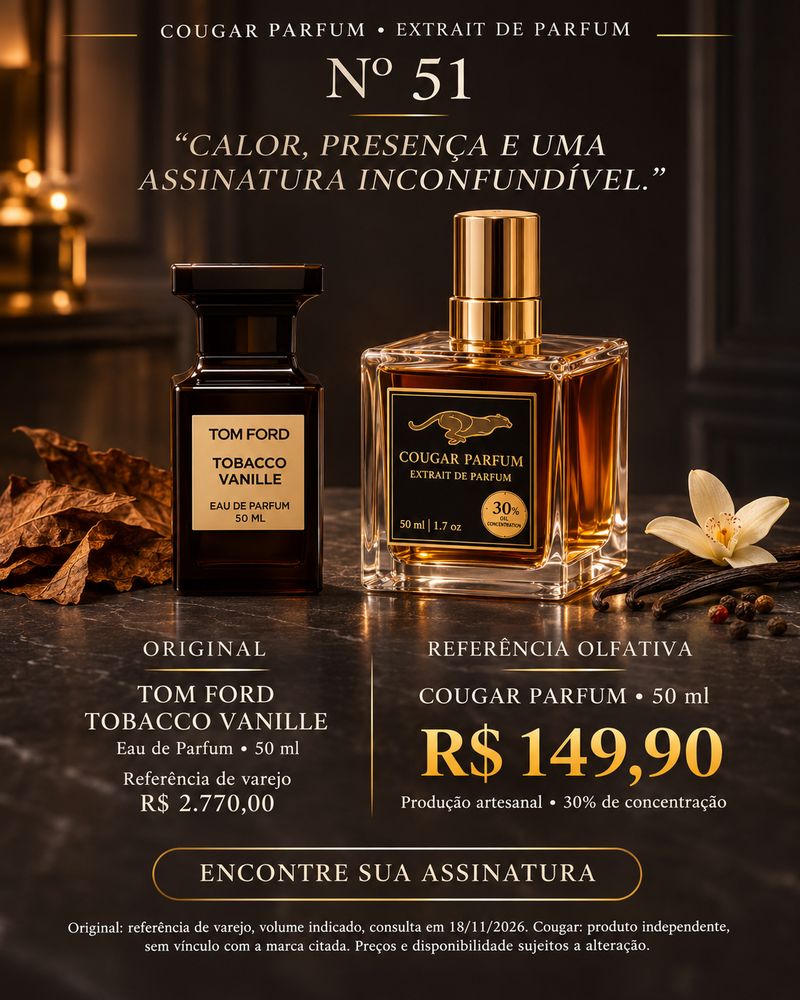 COUGAR PARFUM • EXTRAIT DE PARFUM
Nº 51
“CALOR, PRESENÇA E UMA
ASSINATURA INCONFUNDÍVEL.”
TOM FORD
TOBACCO
VANILLE
EAU DE PARFUM
50 ML
COUGAR PARFUM
EXTRAIT DE PARFUM
50 ml | 1.7 oz
30%
OIL
CONCENTRATION
ORIGINAL
TOM FORD
TOBACCO VANILLE
Eau de Parfum • 50 ml
Referência de varejo
R$ 2.770,00
REFERÊNCIA OLFATIVA
COUGAR PARFUM • 50 ml
R$ 149,90
Produção artesanal • 30% de concentração
ENCONTRE SUA ASSINATURA
Original: referência de varejo, volume indicado, consulta em 18/11/2026. Cougar: produto independente,
sem vínculo com a marca citada. Preços e disponibilidade sujeitos a alteração.